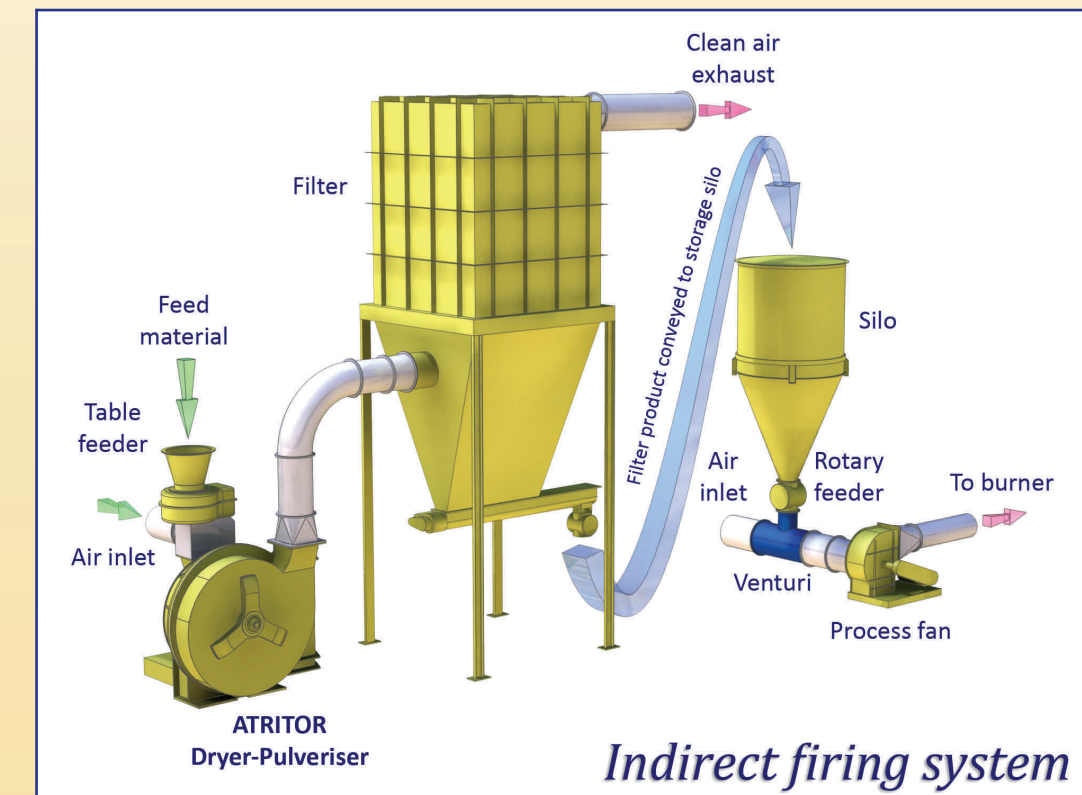 Clean air
exhaust
Filter
Filter product conveyed to storage silo
Feed
material
Silo
Table
feeder
Air
inlet
Rotary
feeder
To burner
Air inlet
Venturi
Process fan
ATRITOR
Dryer-Pulveriser
Indirect firing system